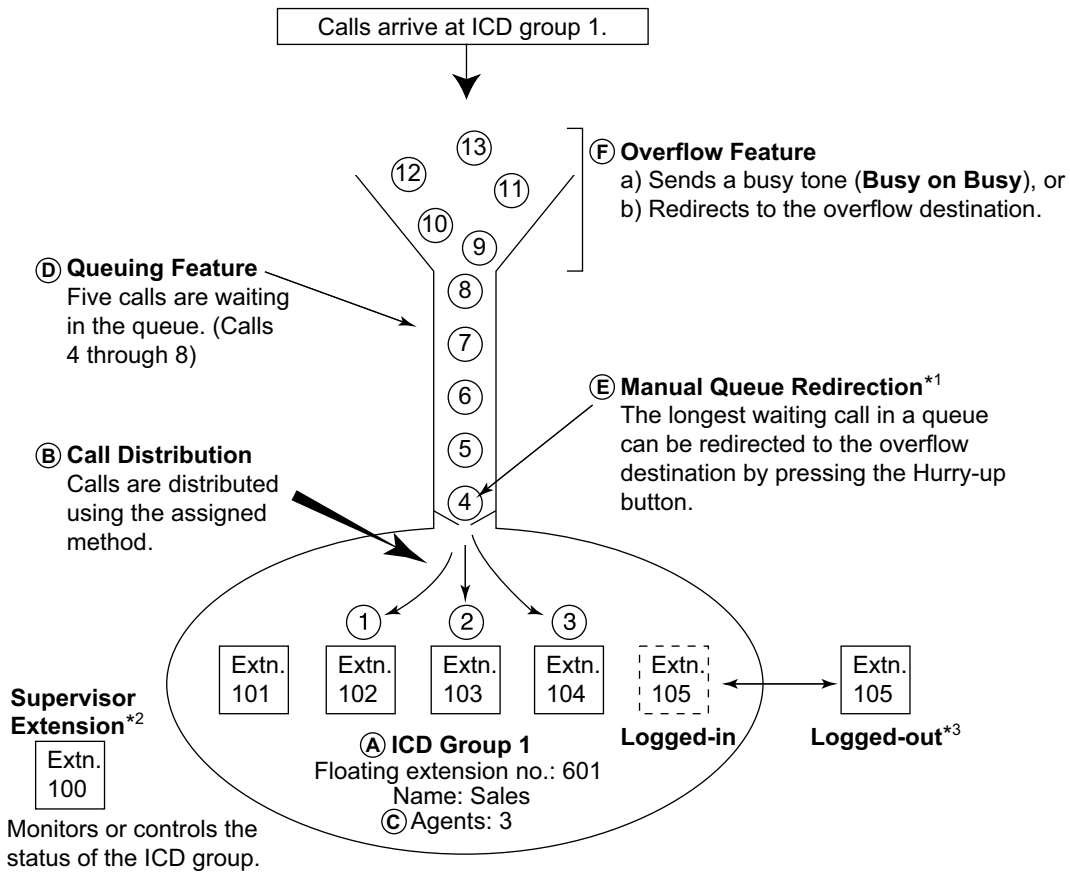 Calls arrive at ICD group 1.
13
12
11
10
9
Ⓕ Overflow Feature
a) Sends a busy tone (Busy on Busy), or
b) Redirects to the overflow destination.
Ⓓ Queuing Feature
Five calls are waiting
in the queue. (Calls
4 through 8)
8
7
6
5
4
Ⓔ Manual Queue Redirection*1
The longest waiting call in a queue
can be redirected to the overflow
destination by pressing the Hurry-up
button.
Ⓑ Call Distribution
Calls are distributed
using the assigned
method.
1 2 3
Extn.
101
Extn.
102
Extn.
103
Extn.
104
Extn.
105
Extn.
105
Logged-in
Logged-out*3
Supervisor
Extension*2
Extn.
100
Monitors or controls the
status of the ICD group.
Ⓐ ICD Group 1
Floating extension no.: 601
Name: Sales
Ⓒ Agents: 3